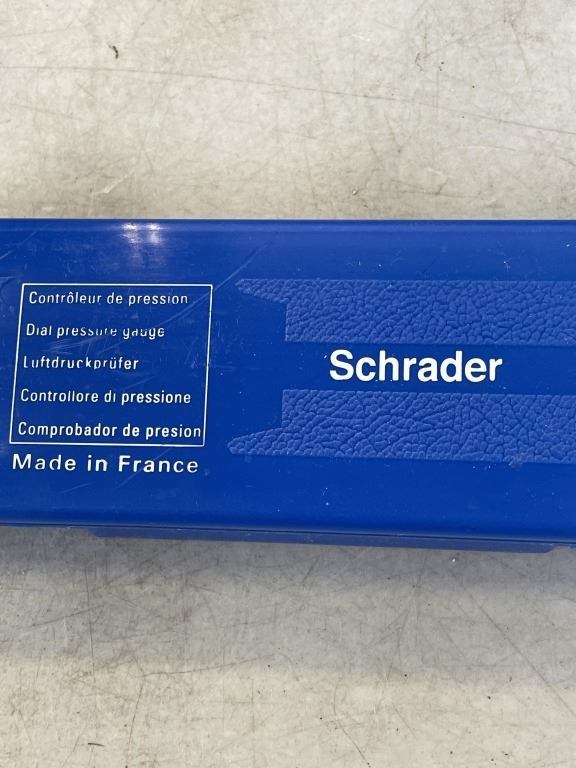 Contrôleur de pression
Dial pressure gauge
Luftdruckprüfer
Controllore di pressione
Comprobador de presion
Made in France
Schrader